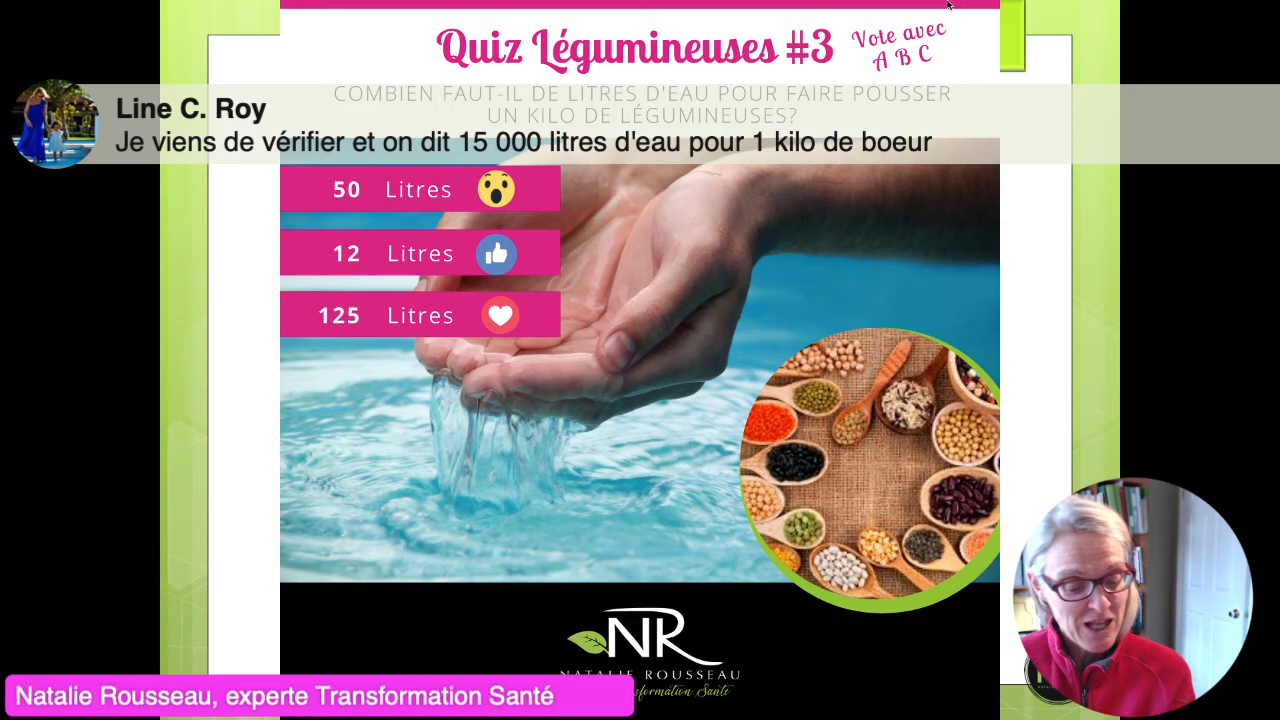 Quiz Légumineuses #3
Vote avec
A B C
COMBIEN FAUT-IL DE LITRES D'EAU POUR FAIRE POUSSER
UN KILO DE LÉGUMINEUSES?
Line C. Roy
Je viens de vérifier et on dit 15 000 litres d'eau pour 1 kilo de boeur
50 Litres
12 Litres
125 Litres
NR
NATALIE ROUSSEAU
Santé
Natalie Rousseau, experte Transformation Santé